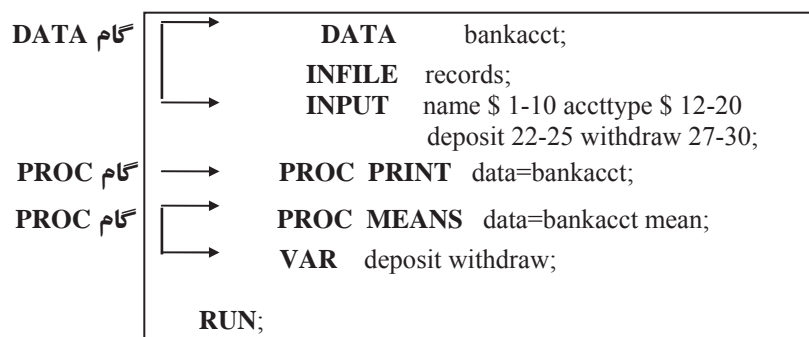 گام DATA DATA bankacct;
INFILE records;
INPUT name $ 1-10 accttype $ 12-20
deposit 22-25 withdraw 27-30;
گام PROC PROC PRINT data=bankacct;
گام PROC PROC MEANS data=bankacct mean;
VAR deposit withdraw;
RUN;